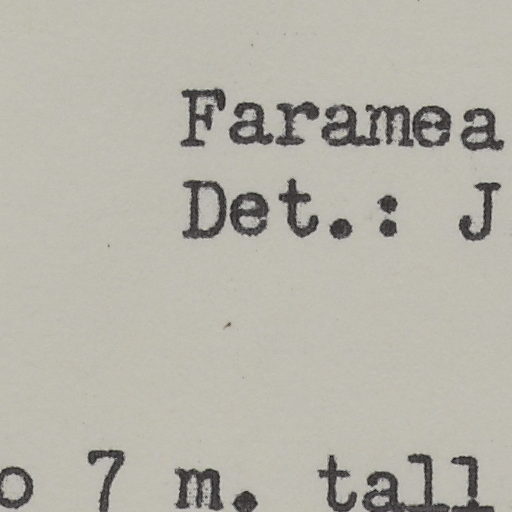 Faramea
Det.: J
o 7 m. tall